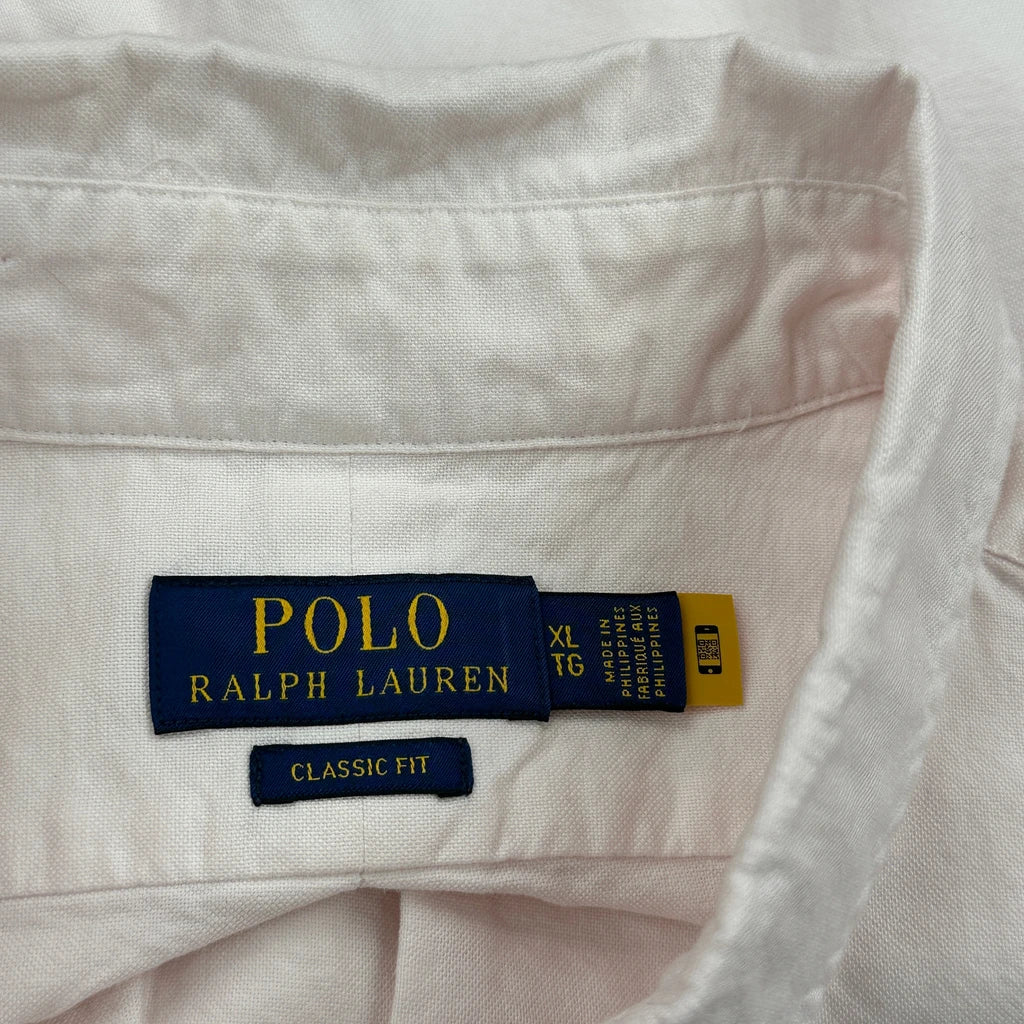 POLO
RALPH LAUREN
XL
TG
MADE IN
PHILIPPINES
FABRIQUÉ AUX
PHILIPPINES
CLASSIC FIT